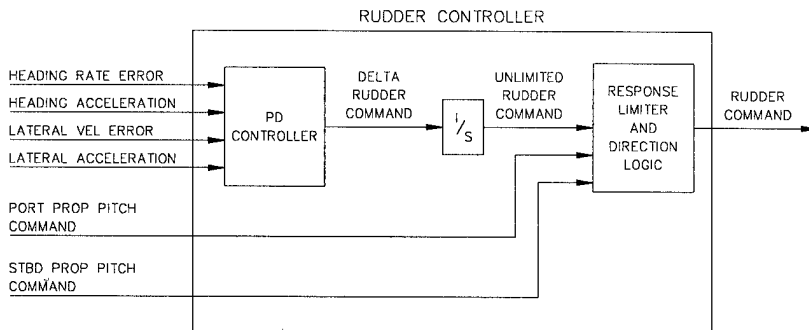 RUDDER CONTROLLER
HEADING RATE ERROR
HEADING ACCELERATION
LATERAL VEL ERROR
LATERAL ACCELERATION
PD
CONTROLLER
DELTA
RUDDER
COMMAND
1/S
UNLIMITED
RUDDER
COMMAND
RESPONSE
LIMITER
AND
DIRECTION
LOGIC
RUDDER
COMMAND
PORT PROP PITCH
COMMAND
STBD PROP PITCH
COMMAND